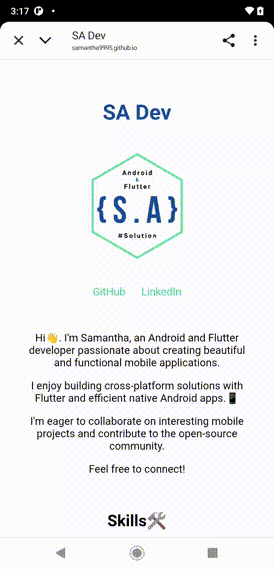 3:17
SA Dev
samantha9995.github.io
SA Dev
Android
&
Flutter
{S.A}
#Solution
GitHub LinkedIn
Hi👋. I'm Samantha, an Android and Flutter
developer passionate about creating beautiful
and functional mobile applications.
I enjoy building cross-platform solutions with
Flutter and efficient native Android apps.📱
I'm eager to collaborate on interesting mobile
projects and contribute to the open-source
community.
Feel free to connect!
Skills🛠️